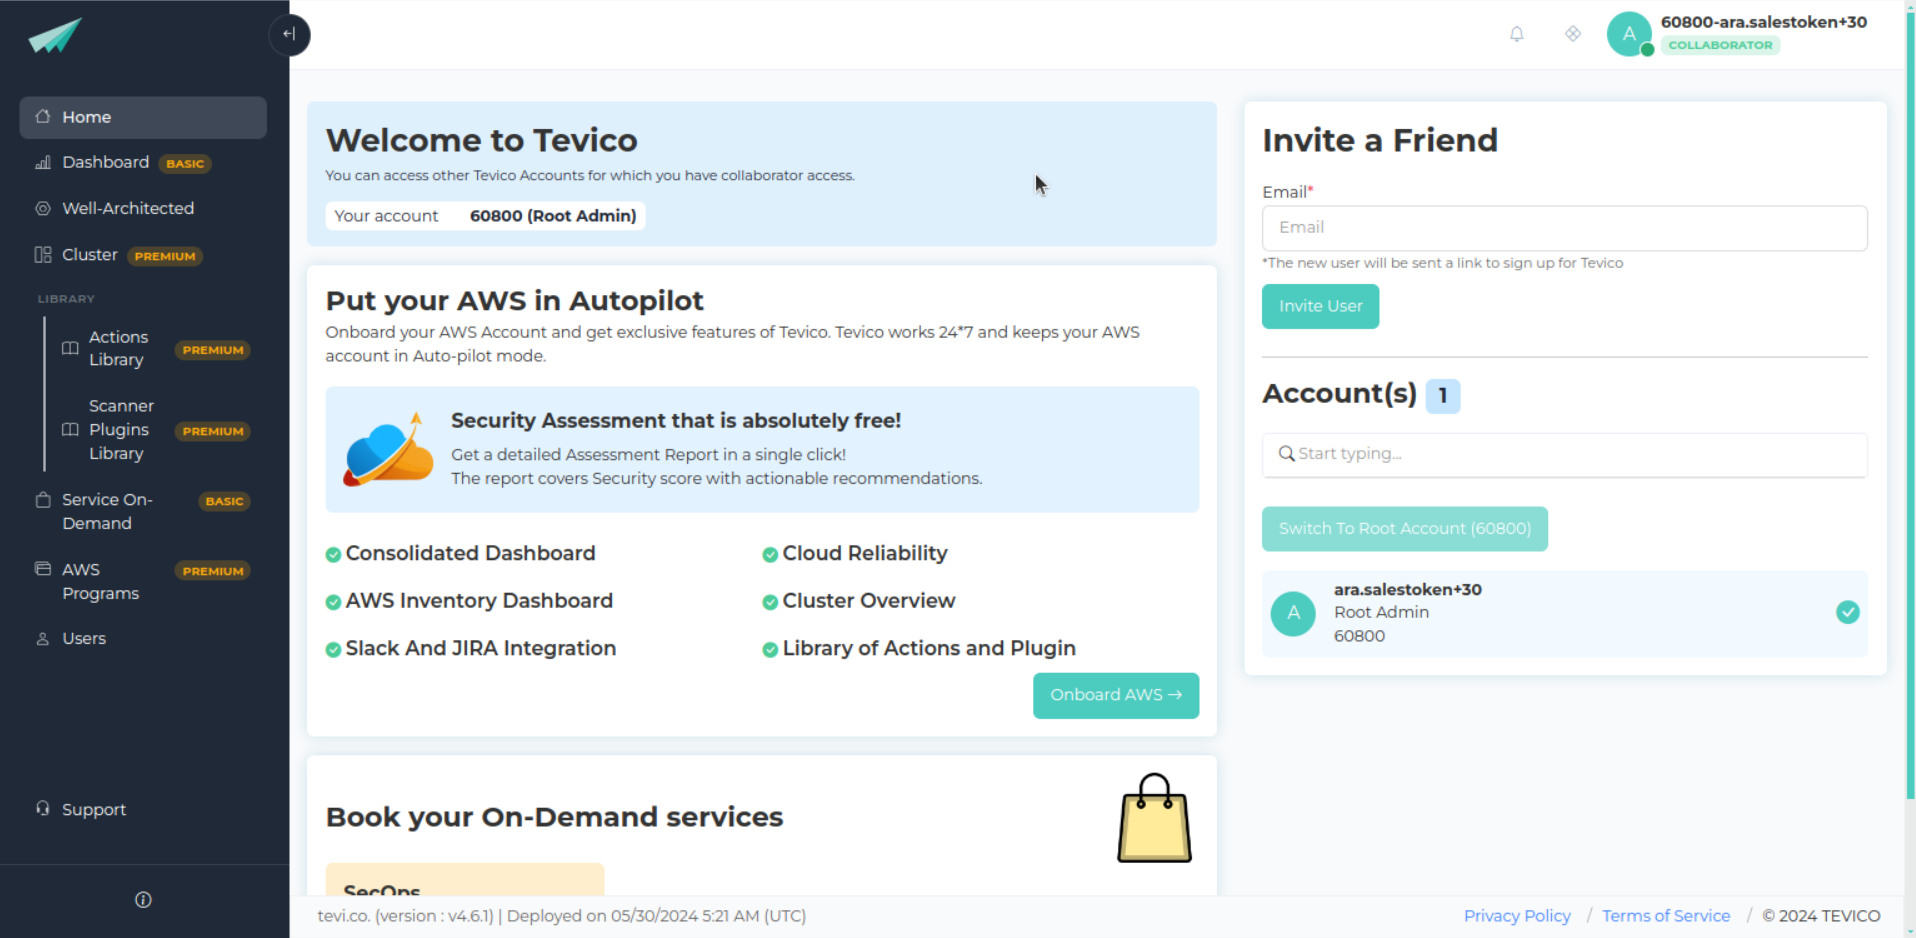 60800-ara.salestoken+30
COLLABORATOR
A
Home
Dashboard BASIC
Well-Architected
Cluster PREMIUM
LIBRARY
Actions
Library
PREMIUM
Scanner
Plugins
Library
PREMIUM
Service On-
Demand
BASIC
AWS
Programs
PREMIUM
Users
Support
Welcome to Tevico
You can access other Tevico Accounts for which you have collaborator access.
Your account 60800 (Root Admin)
Put your AWS in Autopilot
Onboard your AWS Account and get exclusive features of Tevico. Tevico works 24*7 and keeps your AWS
account in Auto-pilot mode.
Security Assessment that is absolutely free!
Get a detailed Assessment Report in a single click!
The report covers Security score with actionable recommendations.
Consolidated Dashboard
Cloud Reliability
AWS Inventory Dashboard
Cluster Overview
Slack And JIRA Integration
Library of Actions and Plugin
Onboard AWS →
Book your On-Demand services
SecOps
Invite a Friend
Email*
Email
*The new user will be sent a link to sign up for Tevico
Invite User
Account(s) 1
Start typing...
Switch To Root Account (60800)
A
ara.salestoken+30
Root Admin
60800
tevi.co. (version : v4.6.1) | Deployed on 05/30/2024 5:21 AM (UTC)
Privacy Policy / Terms of Service / © 2024 TEVICO